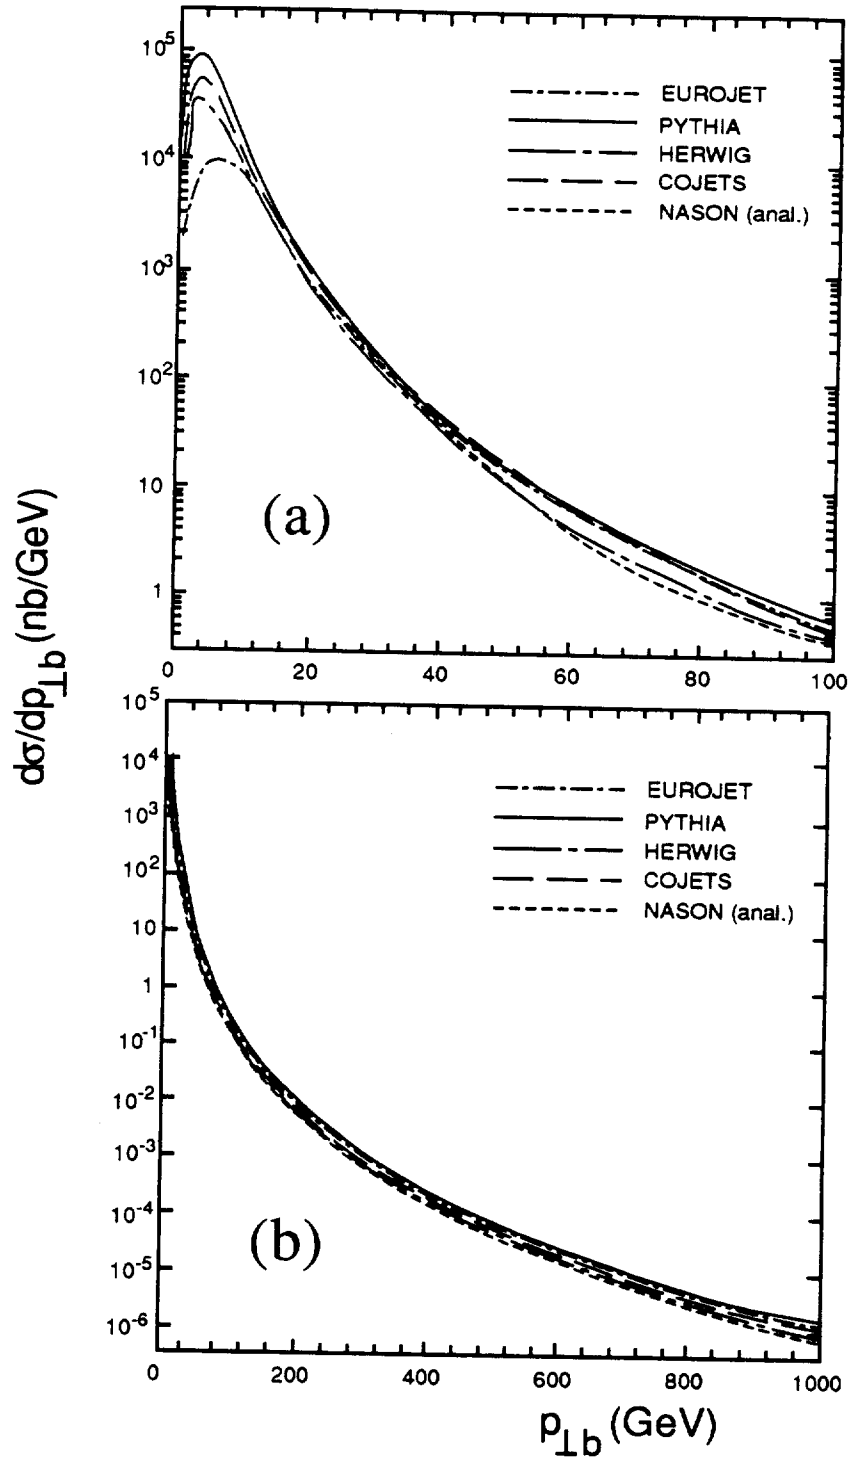 10^5
10^4
10^3
10^2
10
1
EUROJET
PYTHIA
HERWIG
COJETS
NASON (anal.)
(a)
0 20 40 60 80 100
dσ/dp⊥b (nb/GeV)
10^5
10^4
10^3
10^2
10
1
10^-1
10^-2
10^-3
10^-4
10^-5
10^-6
EUROJET
PYTHIA
HERWIG
COJETS
NASON (anal.)
(b)
0 200 400 600 800 1000
p⊥b (GeV)